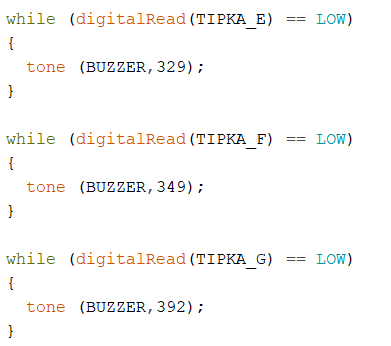 while (digitalRead(TIPKA_E) == LOW)
{
  tone (BUZZER,329);
}

while (digitalRead(TIPKA_F) == LOW)
{
  tone (BUZZER,349);
}

while (digitalRead(TIPKA_G) == LOW)
{
  tone (BUZZER,392);
}